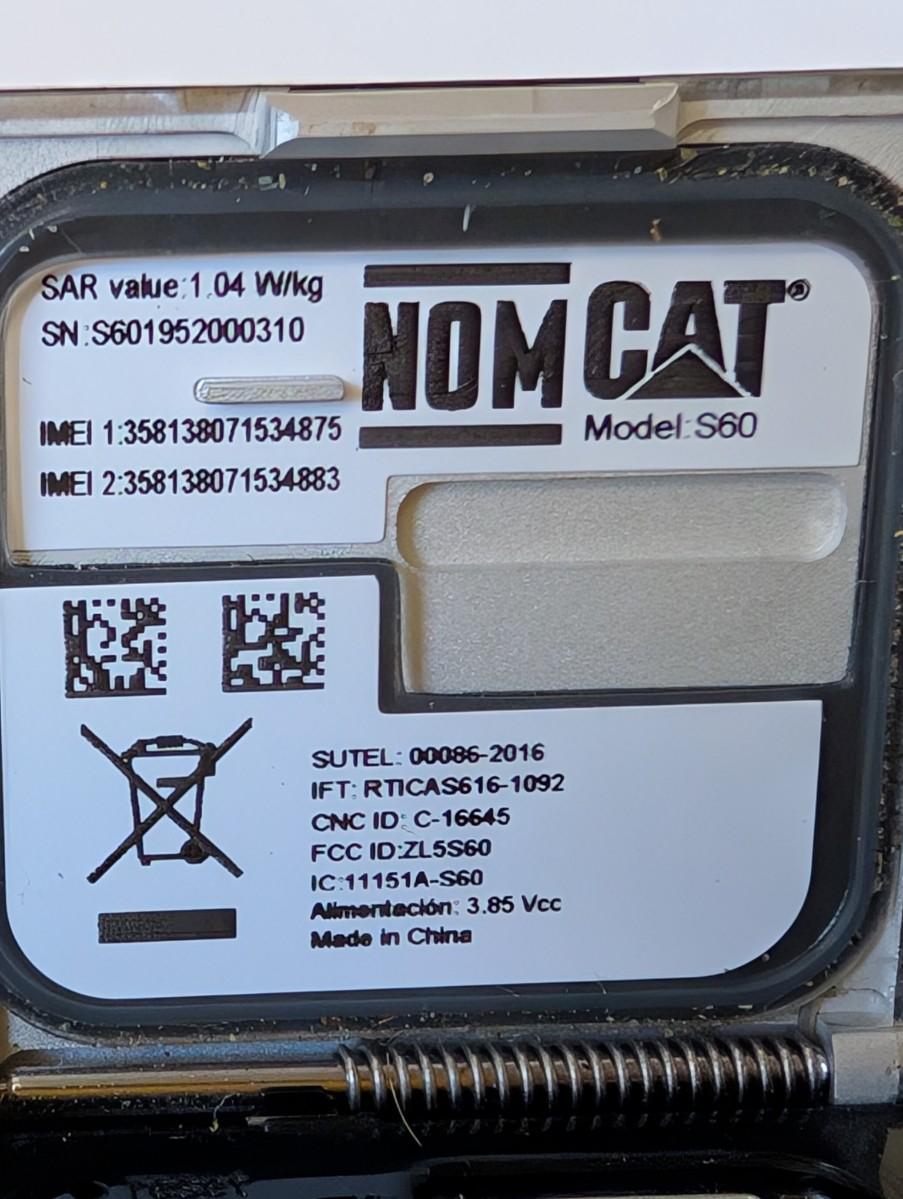 SAR value:1.04 W/kg
SN:S601952000310
NOM CAT®
IMEI 1:358138071534875
Model:S60
IMEI 2:358138071534883
SUTEL: 00086-2016
IFT: RTICAS616-1092
CNC ID: C-16645
FCC ID:ZL5S60
IC:11151A-S60
Alimentación: 3.85 Vcc
Made in China